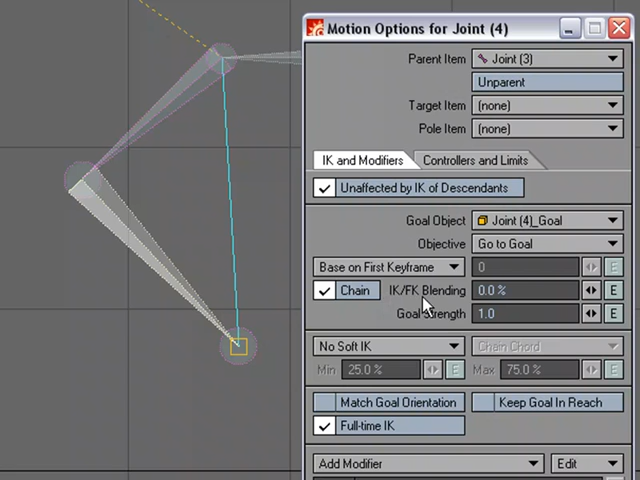 Motion Options for Joint (4)
Parent Item Joint (3)
Unparent
Target Item (none)
Pole Item (none)
IK and Modifiers Controllers and Limits
Unaffected by IK of Descendants
Goal Object Joint (4)_Goal
Objective Go to Goal
Base on First Keyframe 0 E
Chain IK/FK Blending 0.0 % E
Goal Strength 1.0 E
No Soft IK Chain Chord
Min 25.0 % E Max 75.0 % E
Match Goal Orientation Keep Goal In Reach
Full-time IK
Add Modifier Edit